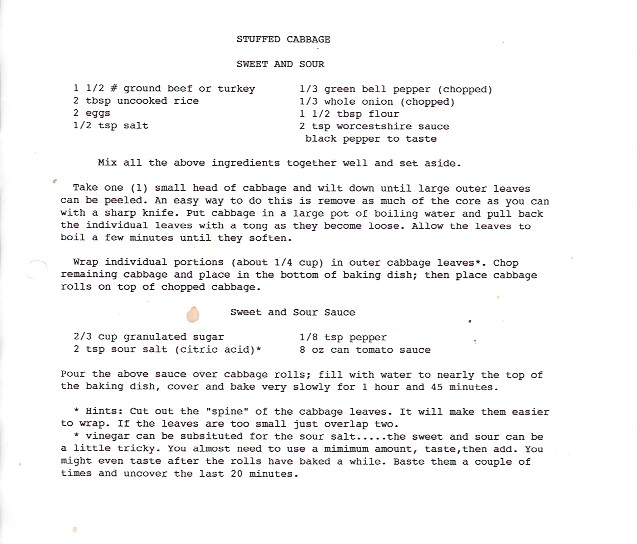 STUFFED CABBAGE
SWEET AND SOUR
1 1/2 # ground beef or turkey
2 tbsp uncooked rice
2 eggs
1/2 tsp salt
1/3 green bell pepper (chopped)
1/3 whole onion (chopped)
1 1/2 tbsp flour
2 tsp worcestshire sauce
black pepper to taste
Mix all the above ingredients together well and set aside.
Take one (1) small head of cabbage and wilt down until large outer leaves
can be peeled. An easy way to do this is remove as much of the core as you can
with a sharp knife. Put cabbage in a large pot of boiling water and pull back
the individual leaves with a tong as they become loose. Allow the leaves to
boil a few minutes until they soften.
Wrap individual portions (about 1/4 cup) in outer cabbage leaves*. Chop
remaining cabbage and place in the bottom of baking dish; then place cabbage
rolls on top of chopped cabbage.
Sweet and Sour Sauce
2/3 cup granulated sugar
2 tsp sour salt (citric acid)*
1/8 tsp pepper
8 oz can tomato sauce
Pour the above sauce over cabbage rolls; fill with water to nearly the top of
the baking dish, cover and bake very slowly for 1 hour and 45 minutes.
* Hints: Cut out the "spine" of the cabbage leaves. It will make them easier
to wrap. If the leaves are too small just overlap two.
* vinegar can be subsituted for the sour salt.....the sweet and sour can be
a little tricky. You almost need to use a mimimum amount, taste,then add. You
might even taste after the rolls have baked a while. Baste them a couple of
times and uncover the last 20 minutes.